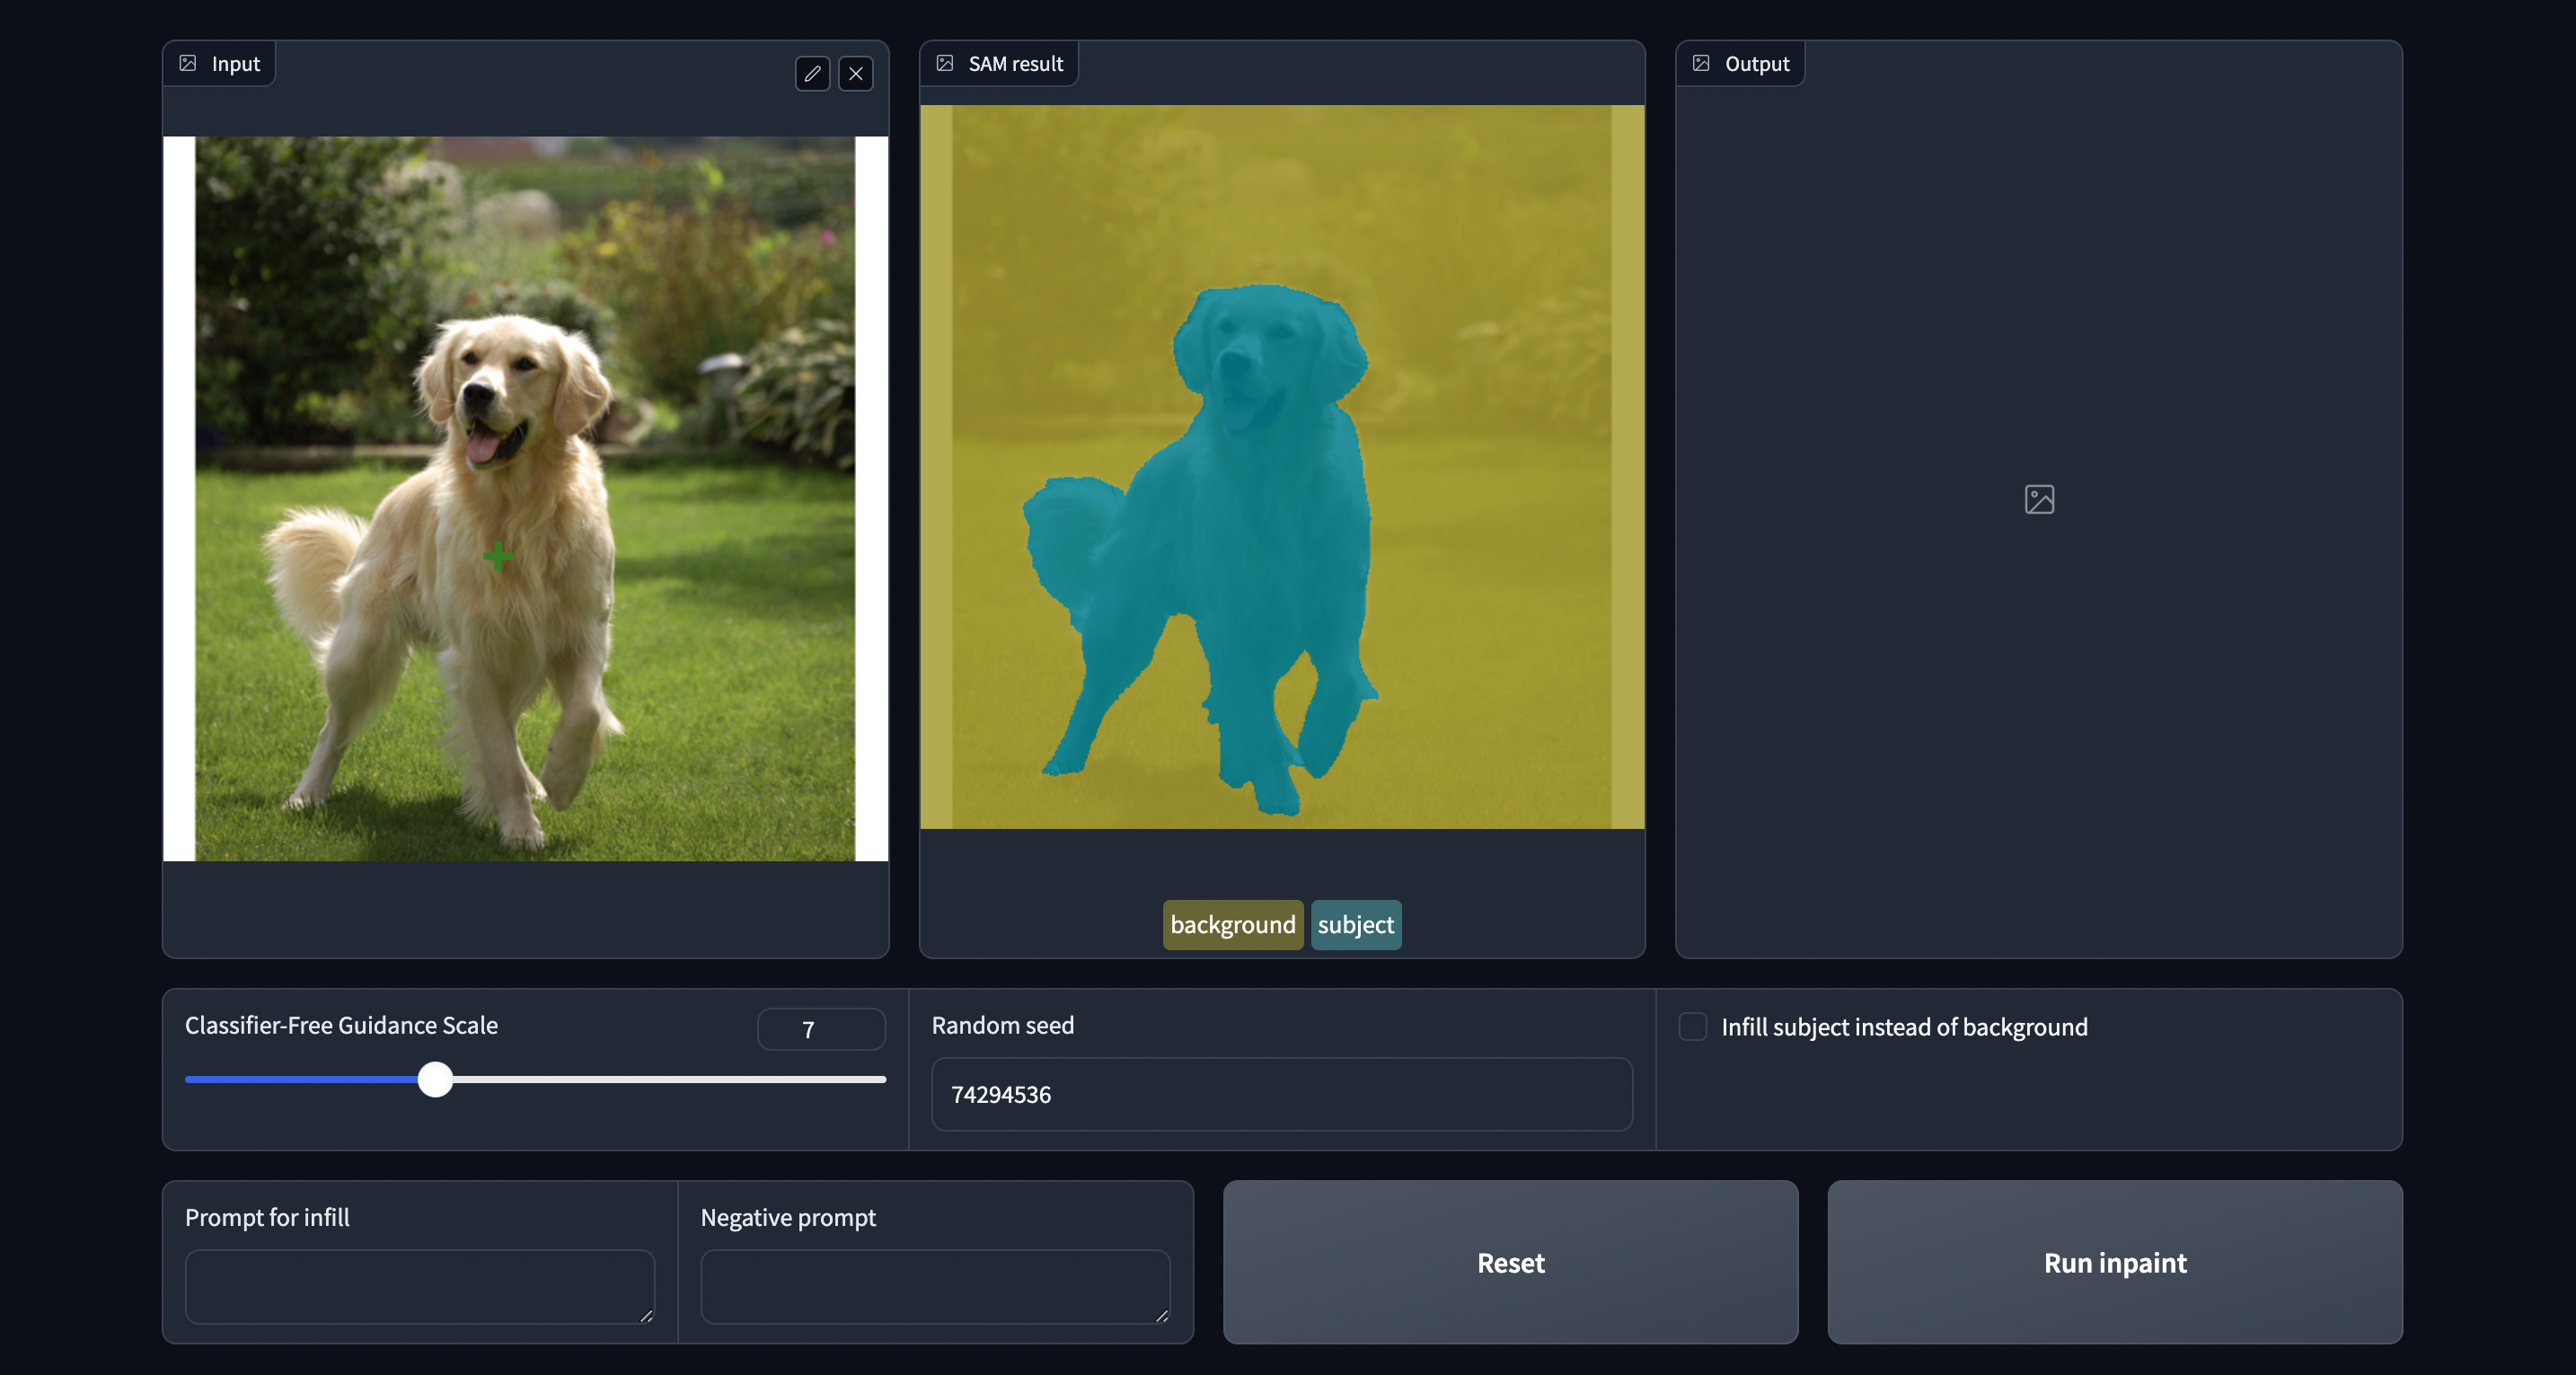 Input
SAM result
Output
background
subject
Classifier-Free Guidance Scale
7
Random seed
74294536
Infill subject instead of background
Prompt for infill
Negative prompt
Reset
Run inpaint